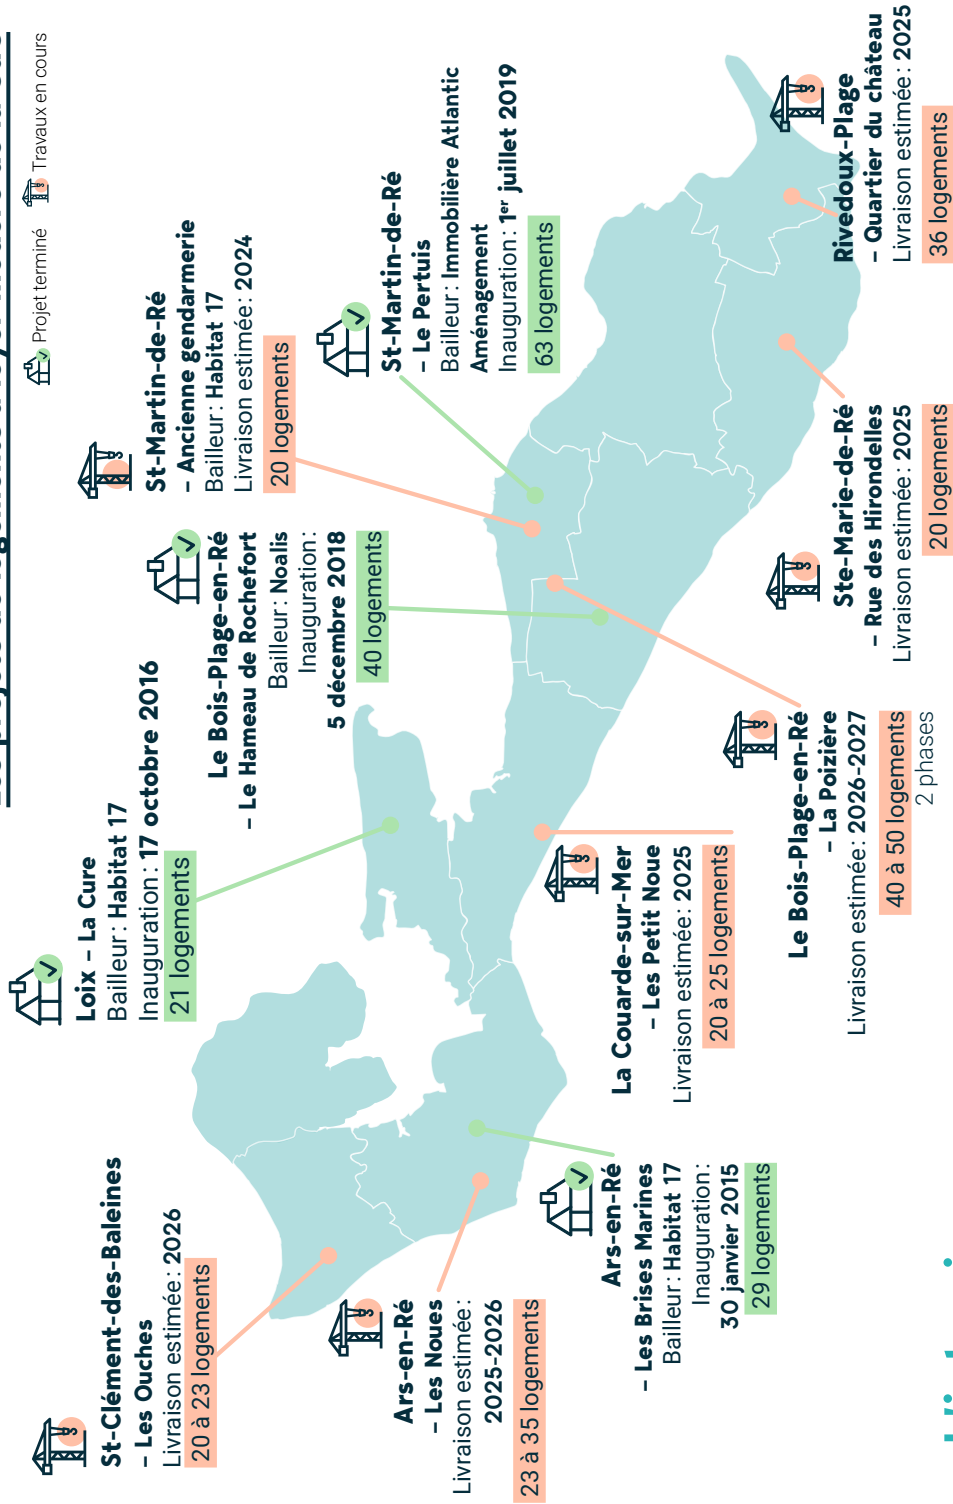 Projet terminé
Travaux en cours
St-Clément-des-Baleines
– Les Ouches
Livraison estimée : 2026
20 à 23 logements
Loix – La Cure
Bailleur : Habitat 17
Inauguration : 17 octobre 2016
21 logements
Le Bois-Plage-en-Ré
– Le Hameau de Rochefort
Bailleur : Noalis
Inauguration :
5 décembre 2018
40 logements
St-Martin-de-Ré
– Ancienne gendarmerie
Bailleur : Habitat 17
Livraison estimée : 2024
20 logements
St-Martin-de-Ré
– Le Pertuis
Bailleur : Immobilière Atlantic
Aménagement
Inauguration : 1er juillet 2019
63 logements
Ars-en-Ré
– Les Noues
Livraison estimée :
2025-2026
23 à 35 logements
Ars-en-Ré
– Les Brises Marines
Bailleur : Habitat 17
Inauguration :
30 janvier 2015
29 logements
La Couarde-sur-Mer
– Les Petit Noue
Livraison estimée : 2025
20 à 25 logements
Le Bois-Plage-en-Ré
– La Poizière
Livraison estimée : 2026-2027
40 à 50 logements
2 phases
Ste-Marie-de-Ré
– Rue des Hirondelles
Livraison estimée : 2025
20 logements
Rivedoux-Plage
– Quartier du château
Livraison estimée : 2025
36 logements